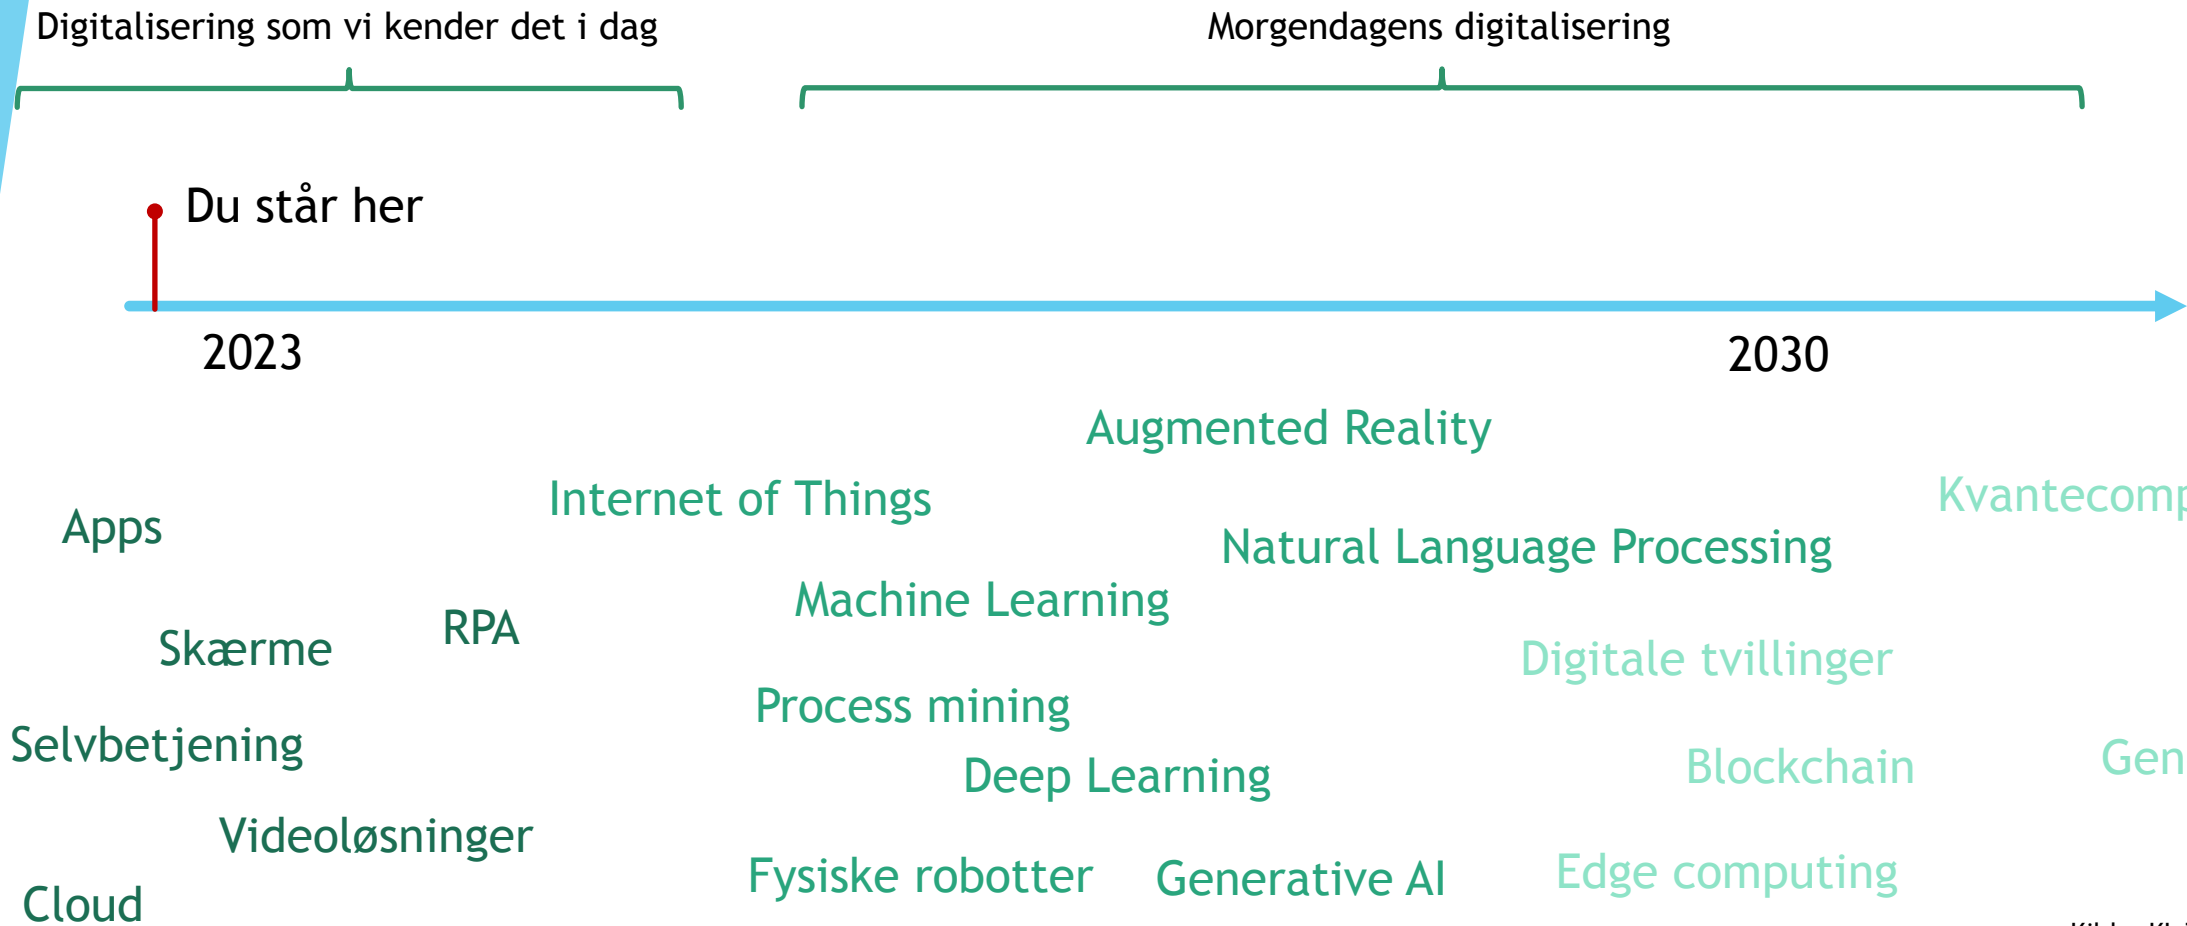 Digitalisering som vi kender det i dag
Morgendagens digitalisering
Du står her
2023
2030
Augmented Reality
Internet of Things
Kvantecomp
Apps
Natural Language Processing
Machine Learning
RPA
Skærme
Digitale tvillinger
Process mining
Selvbetjening
Deep Learning
Blockchain
Gen
Videoløsninger
Fysiske robotter
Generative AI
Edge computing
Cloud